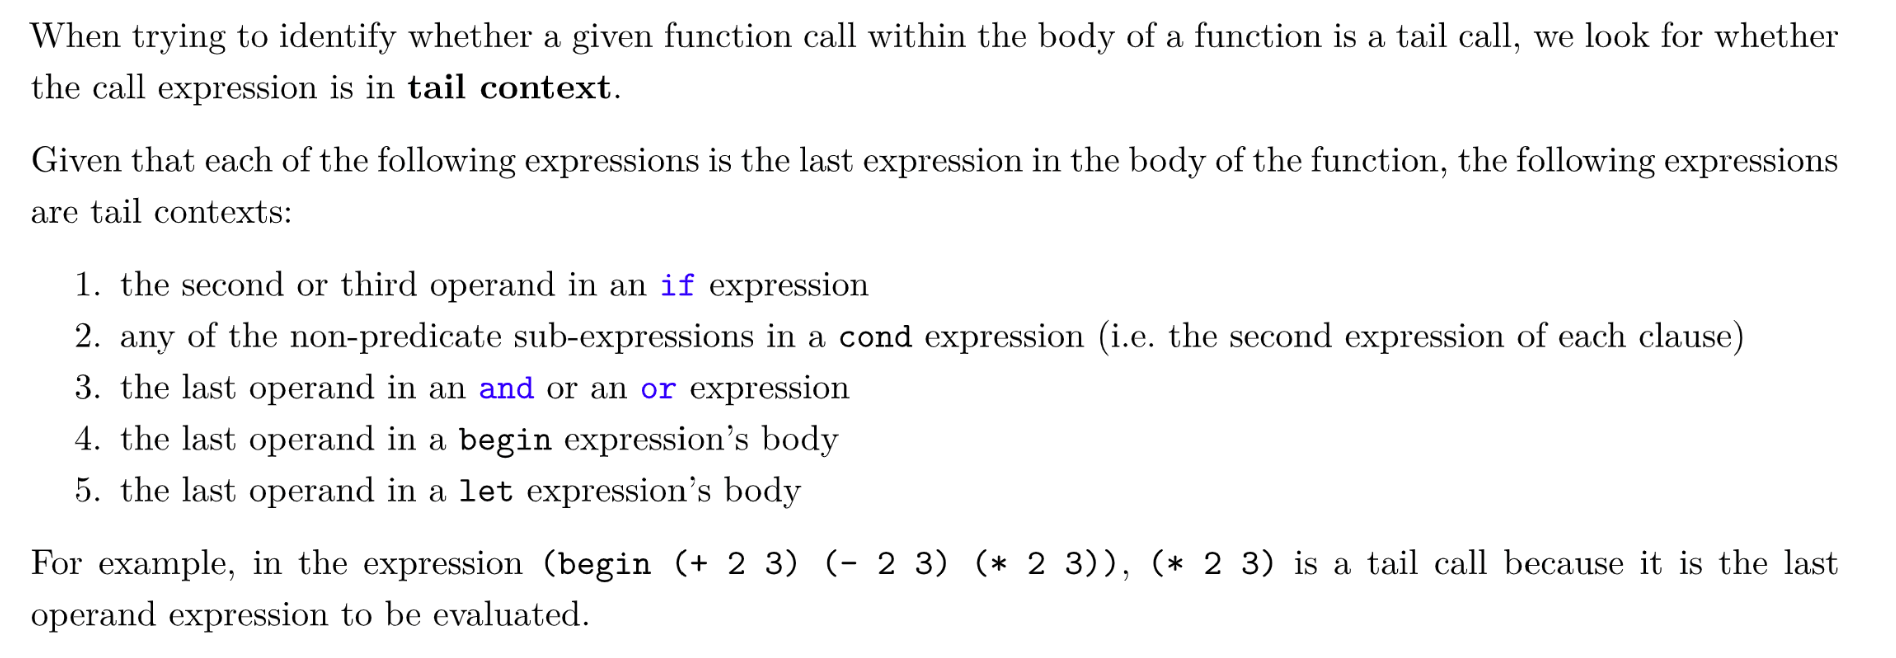 When trying to identify whether a given function call within the body of a function is a tail call, we look for whether
the call expression is in tail context.
Given that each of the following expressions is the last expression in the body of the function, the following expressions
are tail contexts:
1. the second or third operand in an if expression
2. any of the non-predicate sub-expressions in a cond expression (i.e. the second expression of each clause)
3. the last operand in an and or an or expression
4. the last operand in a begin expression’s body
5. the last operand in a let expression’s body
For example, in the expression (begin (+ 2 3) (- 2 3) (* 2 3)), (* 2 3) is a tail call because it is the last
operand expression to be evaluated.